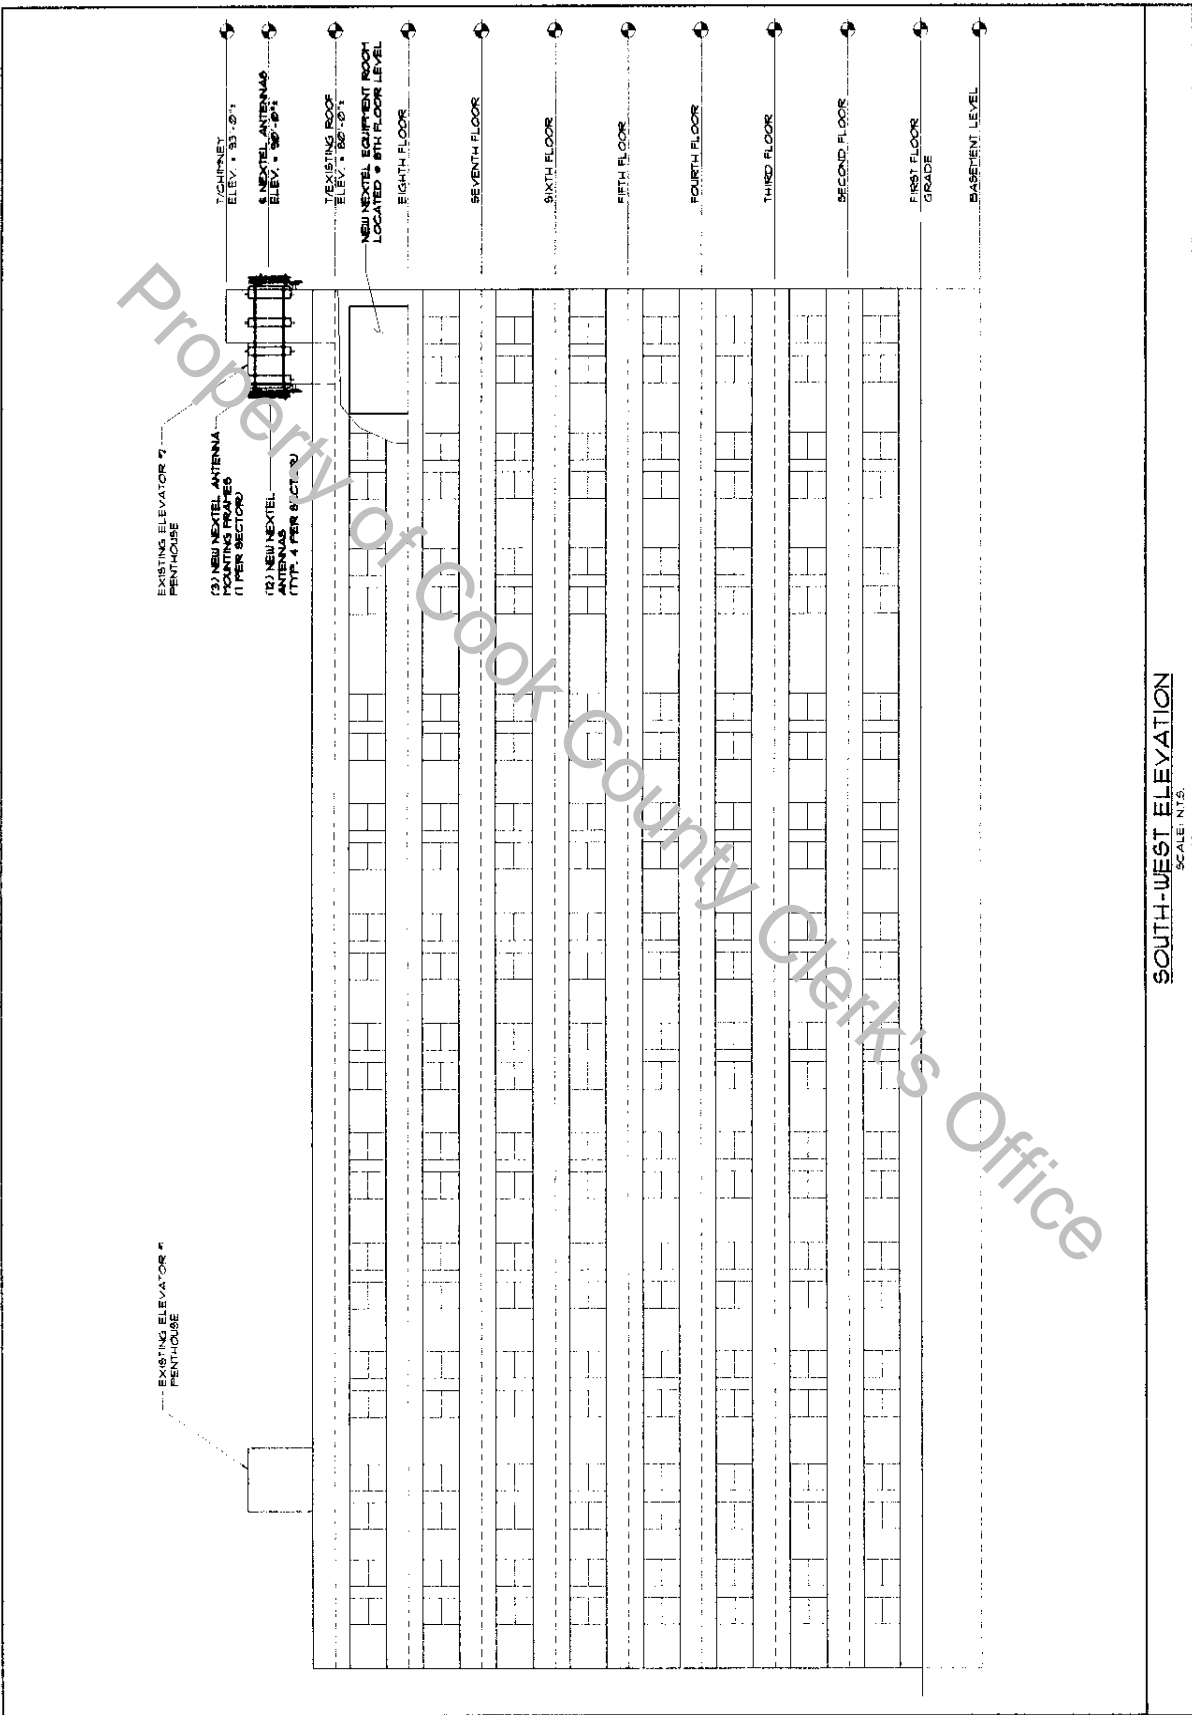 T/CHIMNEY
ELEV. = 93'-0"±
℄ NEXTEL ANTENNAS
ELEV. = 90'-0"±
T/EXISTING ROOF
ELEV. = 80'-0"±
NEW NEXTEL EQUIPMENT ROOM
LOCATED @ 8TH FLOOR LEVEL
EIGHTH FLOOR
SEVENTH FLOOR
SIXTH FLOOR
FIFTH FLOOR
FOURTH FLOOR
THIRD FLOOR
SECOND FLOOR
FIRST FLOOR
GRADE
BASEMENT LEVEL
EXISTING ELEVATOR #2
PENTHOUSE
(3) NEW NEXTEL ANTENNA
MOUNTING FRAMES
(1 PER SECTOR)
(12) NEW NEXTEL
ANTENNAS
(TYP. 4 PER SECTOR)
EXISTING ELEVATOR #1
PENTHOUSE
SOUTH-WEST ELEVATION
SCALE: N.T.S.
Property of Cook County Clerk's Office